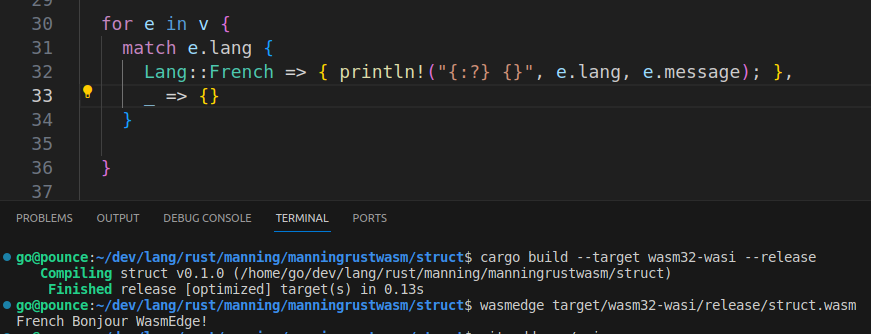 29
30 for e in v {
31 match e.lang {
32 Lang::French => { println!("{:?} {}", e.lang, e.message); },
33 _ => {}
34 }
35
36 }
37
PROBLEMS OUTPUT DEBUG CONSOLE TERMINAL PORTS
go@pounce:~/dev/lang/rust/manning/manningrustwasm/struct$ cargo build --target wasm32-wasi --release
Compiling struct v0.1.0 (/home/go/dev/lang/rust/manning/manningrustwasm/struct)
Finished release [optimized] target(s) in 0.13s
go@pounce:~/dev/lang/rust/manning/manningrustwasm/struct$ wasmedge target/wasm32-wasi/release/struct.wasm
French Bonjour WasmEdge!